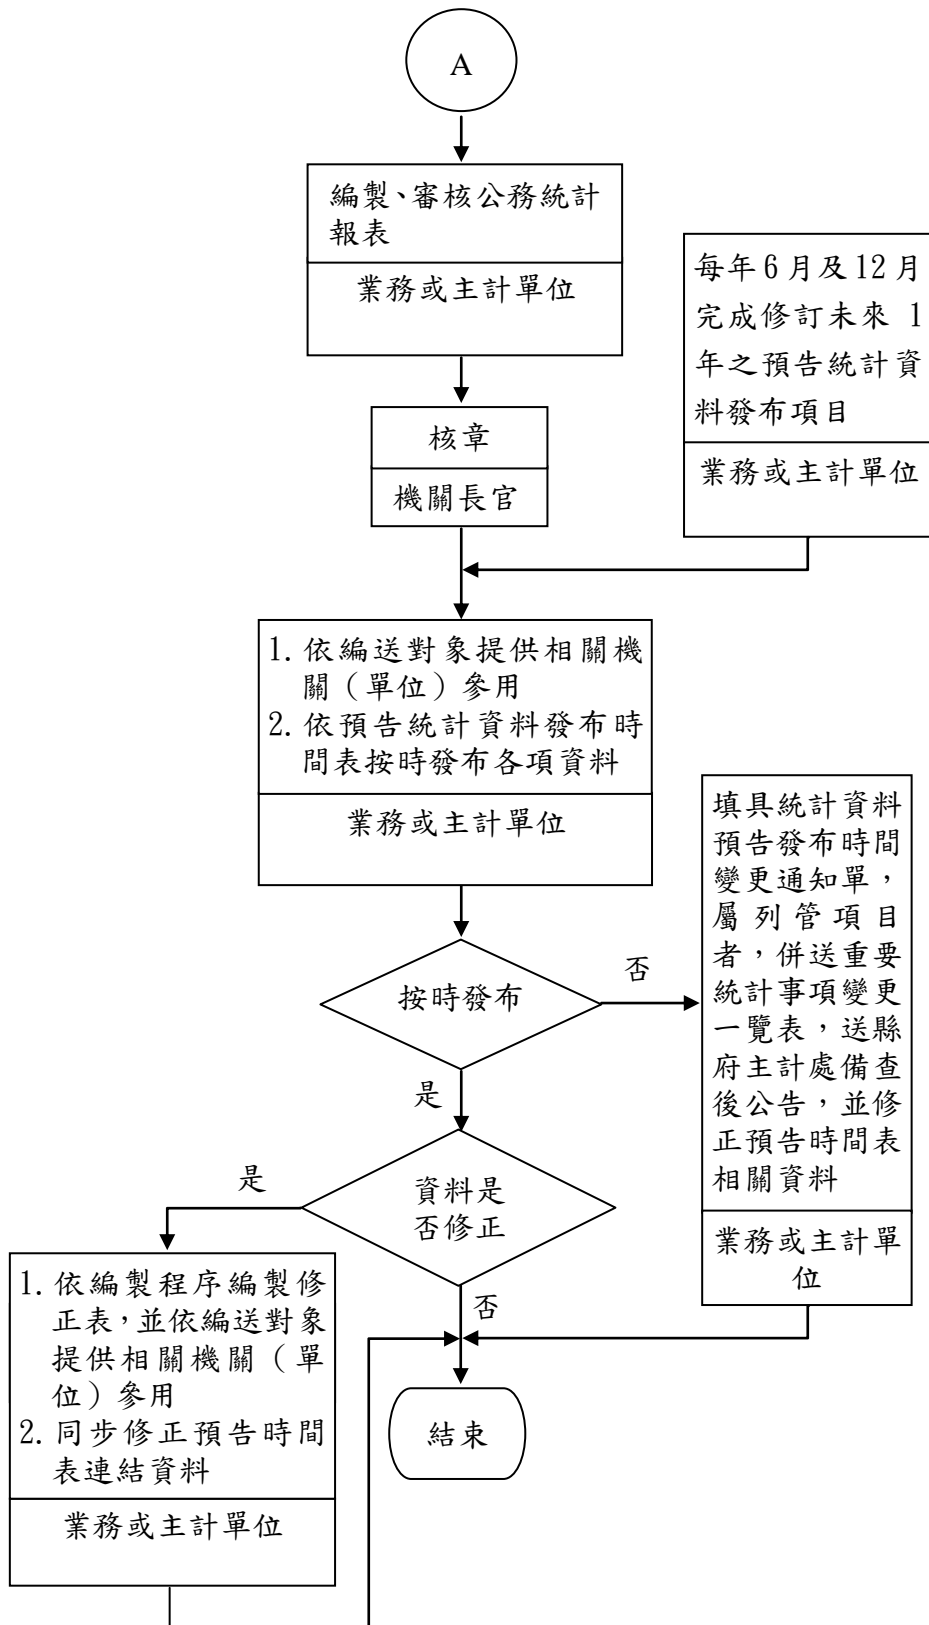 A
編製、審核公務統計
報表
業務或主計單位
每年6月及12月
完成修訂未來 1
年之預告統計資
料發布項目
業務或主計單位
核章
機關長官
1. 依編送對象提供相關機
關（單位）參用
2. 依預告統計資料發布時
間表按時發布各項資料
業務或主計單位
填具統計資料
預告發布時間
變更通知單，
屬列管項目
者，併送重要
統計事項變更
一覽表，送縣
府主計處備查
後公告，並修
正預告時間表
相關資料
業務或主計單
位
按時發布
否
是
資料是
否修正
是
否
1. 依編製程序編製修
正表，並依編送對象
提供相關機關（單
位）參用
2. 同步修正預告時間
表連結資料
業務或主計單位
結束